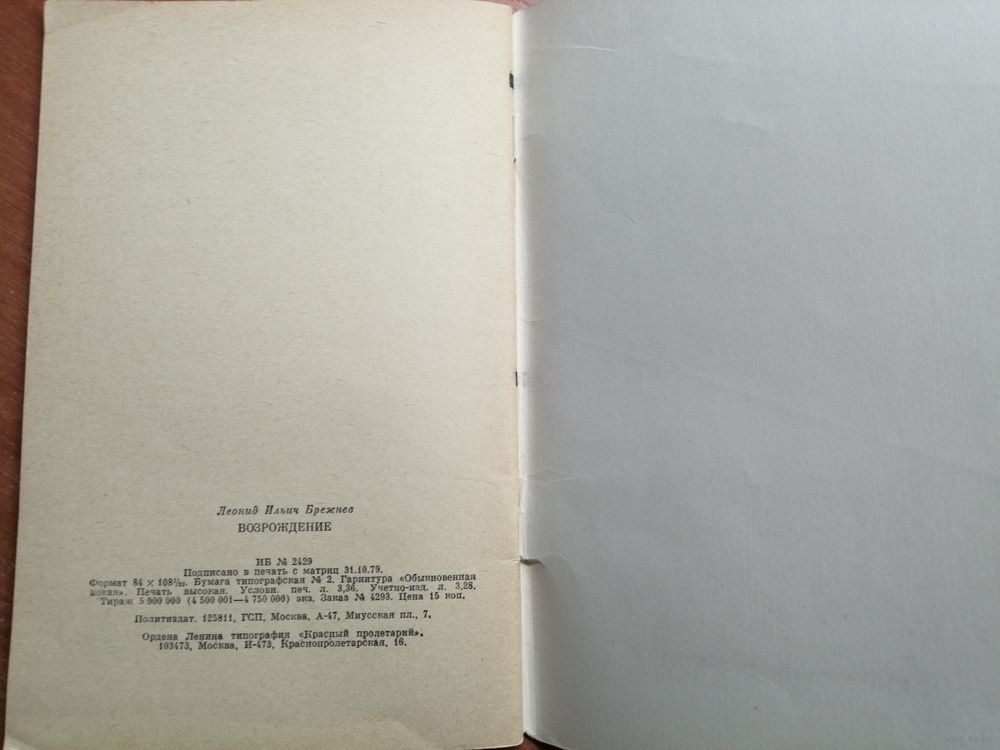 Леонид Ильич Брежнев
ВОЗРОЖДЕНИЕ
ИБ № 2429
Подписано в печать с матриц 31.10.79.
Формат 84 × 108¹/₃₂. Бумага типографская № 2. Гарнитура «Обыкновенная
новая». Печать высокая. Условн. печ. л. 3,36. Учетно-изд. л. 3,28.
Тираж 5 000 000 (4 500 001—4 750 000) экз. Заказ № 4293. Цена 15 коп.
Политиздат. 125811, ГСП, Москва, А-47, Миусская пл., 7.
Ордена Ленина типография «Красный пролетарий».
103473, Москва, И-473, Краснопролетарская, 16.